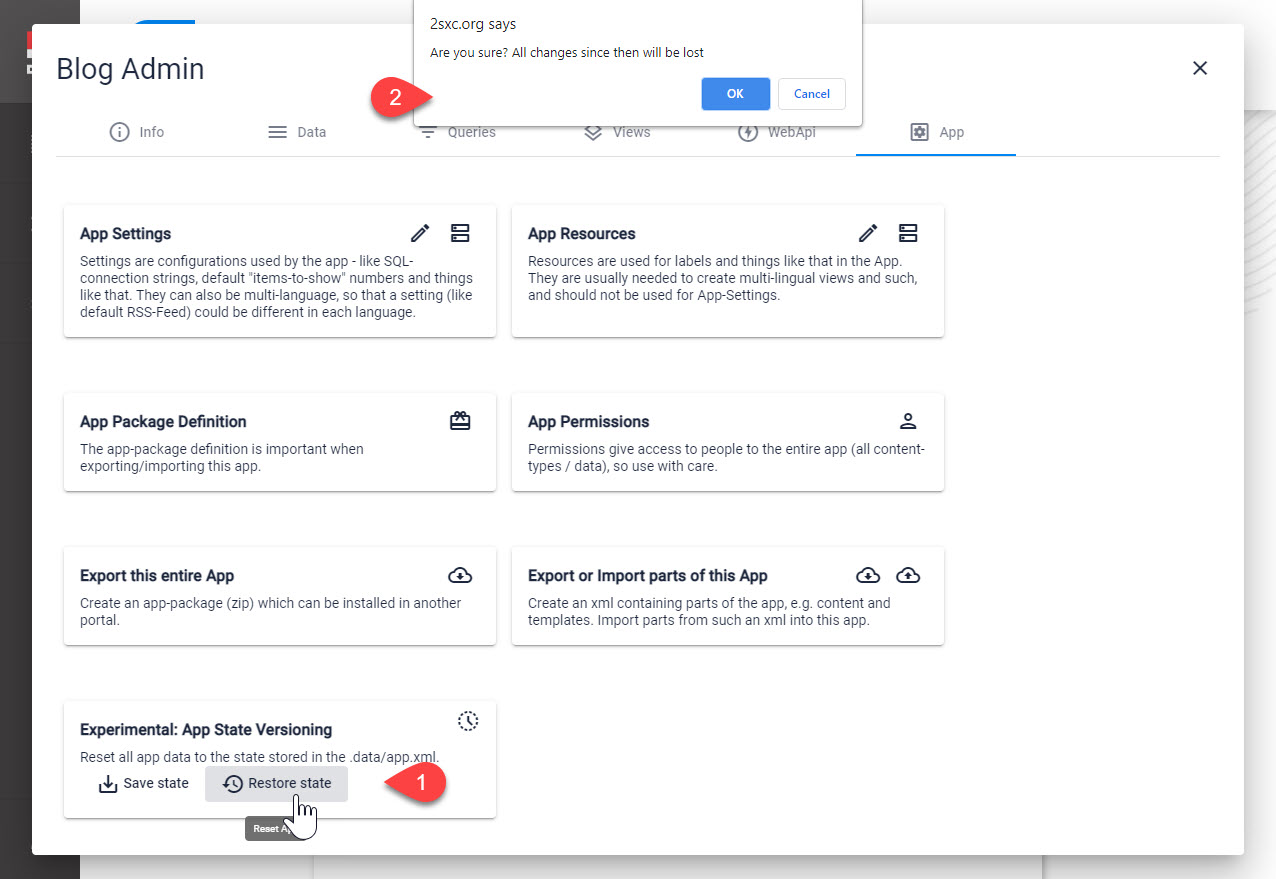 2sxc.org says
Are you sure? All changes since then will be lost
OK Cancel
2
Blog Admin
Info Data Queries Views WebApi App
App Settings
Settings are configurations used by the app - like SQL-
connection strings, default "items-to-show" numbers and things
like that. They can also be multi-language, so that a setting (like
default RSS-Feed) could be different in each language.
App Resources
Resources are used for labels and things like that in the App.
They are usually needed to create multi-lingual views and such,
and should not be used for App-Settings.
App Package Definition
The app-package definition is important when
exporting/importing this app.
App Permissions
Permissions give access to people to the entire app (all content-
types / data), so use with care.
Export this entire App
Create an app-package (zip) which can be installed in another
portal.
Export or Import parts of this App
Create an xml containing parts of the app, e.g. content and
templates. Import parts from such an xml into this app.
Experimental: App State Versioning
Reset all app data to the state stored in the .data/app.xml.
Save state Restore state
1
Reset